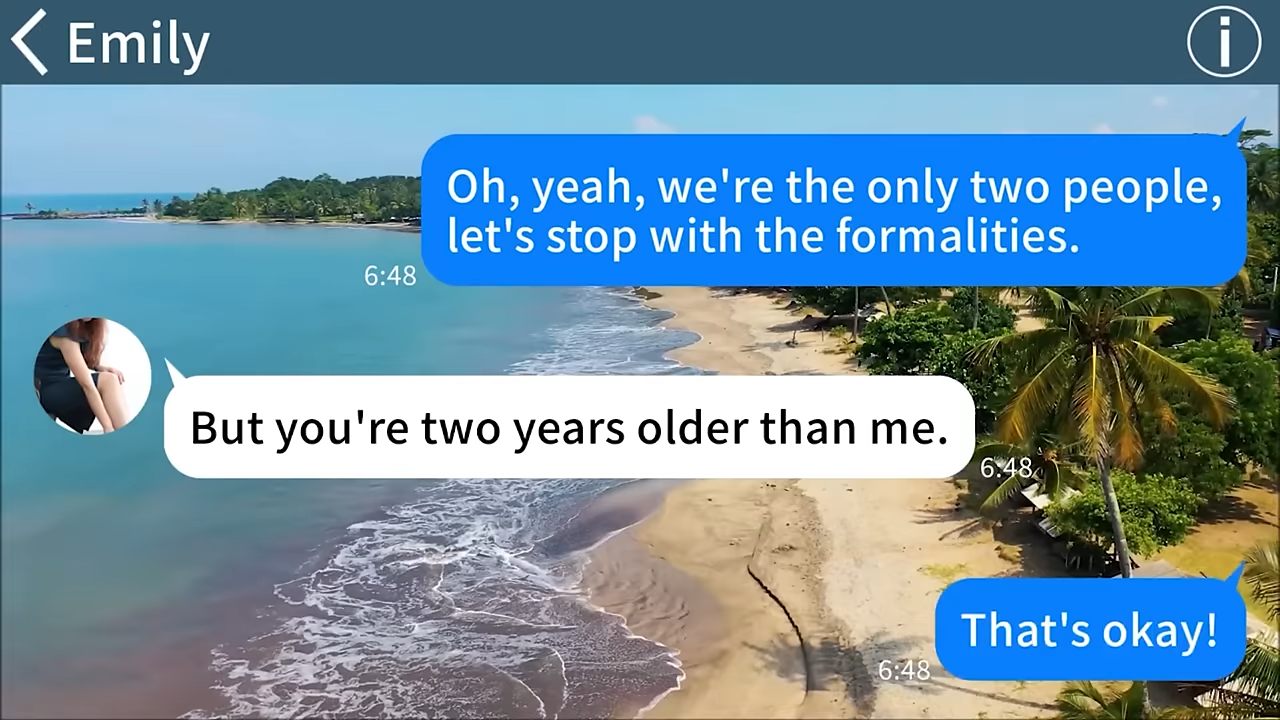 Emily
Oh, yeah, we're the only two people,
let's stop with the formalities.
6:48
But you're two years older than me.
6:48
That's okay!
6:48